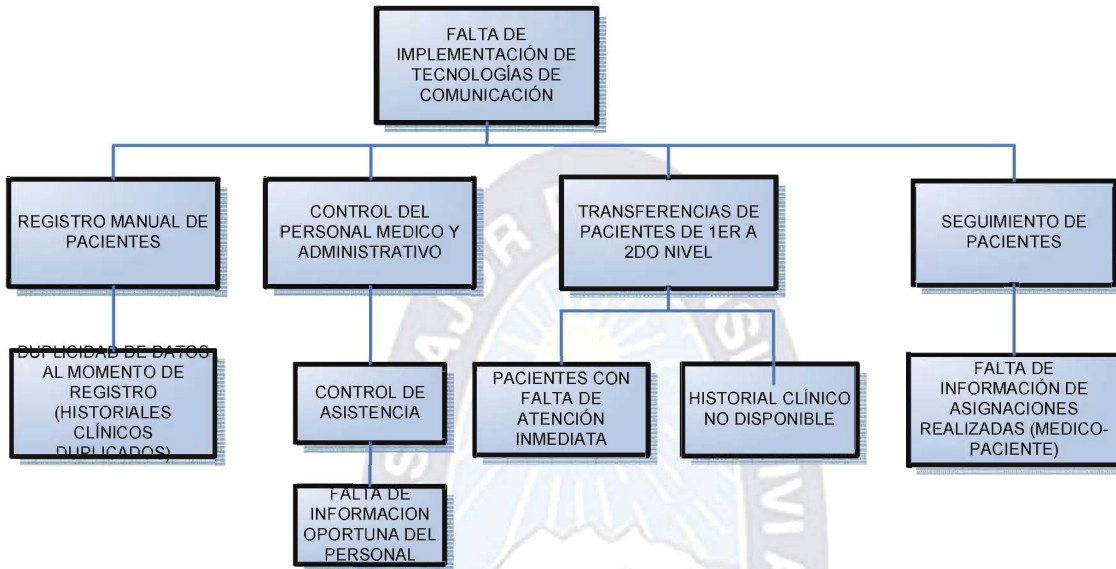 FALTA DE
IMPLEMENTACIÓN DE
TECNOLOGÍAS DE
COMUNICACIÓN
REGISTRO MANUAL DE
PACIENTES
CONTROL DEL
PERSONAL MEDICO Y
ADMINISTRATIVO
TRANSFERENCIAS DE
PACIENTES DE 1ER A
2DO NIVEL
SEGUIMIENTO DE
PACIENTES
DUPLICIDAD DE DATOS
AL MOMENTO DE
REGISTRO
(HISTORIALES
CLÍNICOS
DUPLICADOS)
CONTROL DE
ASISTENCIA
PACIENTES CON
FALTA DE
ATENCIÓN
INMEDIATA
HISTORIAL CLÍNICO
NO DISPONIBLE
FALTA DE
INFORMACIÓN DE
ASIGNACIONES
REALIZADAS (MEDICO-
PACIENTE)
FALTA DE
INFORMACION
OPORTUNA DEL
PERSONAL